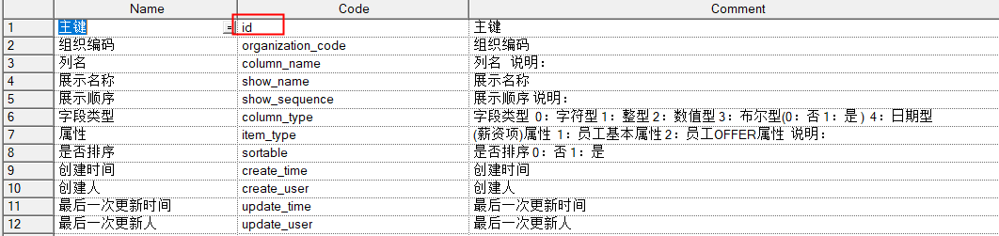 Name Code Comment
1 主键 = id 主键
2 组织编码 organization_code 组织编码
3 列名 column_name 列名 说明：
4 展示名称 show_name 展示名称
5 展示顺序 show_sequence 展示顺序 说明：
6 字段类型 column_type 字段类型 0：字符型 1：整型 2：数值型 3：布尔型(0：否 1：是 ) 4：日期型
7 属性 item_type (薪资项)属性 1：员工基本属性 2：员工OFFER属性 说明：
8 是否排序 sortable 是否排序 0：否 1：是
9 创建时间 create_time 创建时间
10 创建人 create_user 创建人
11 最后一次更新时间 update_time 最后一次更新时间
12 最后一次更新人 update_user 最后一次更新人